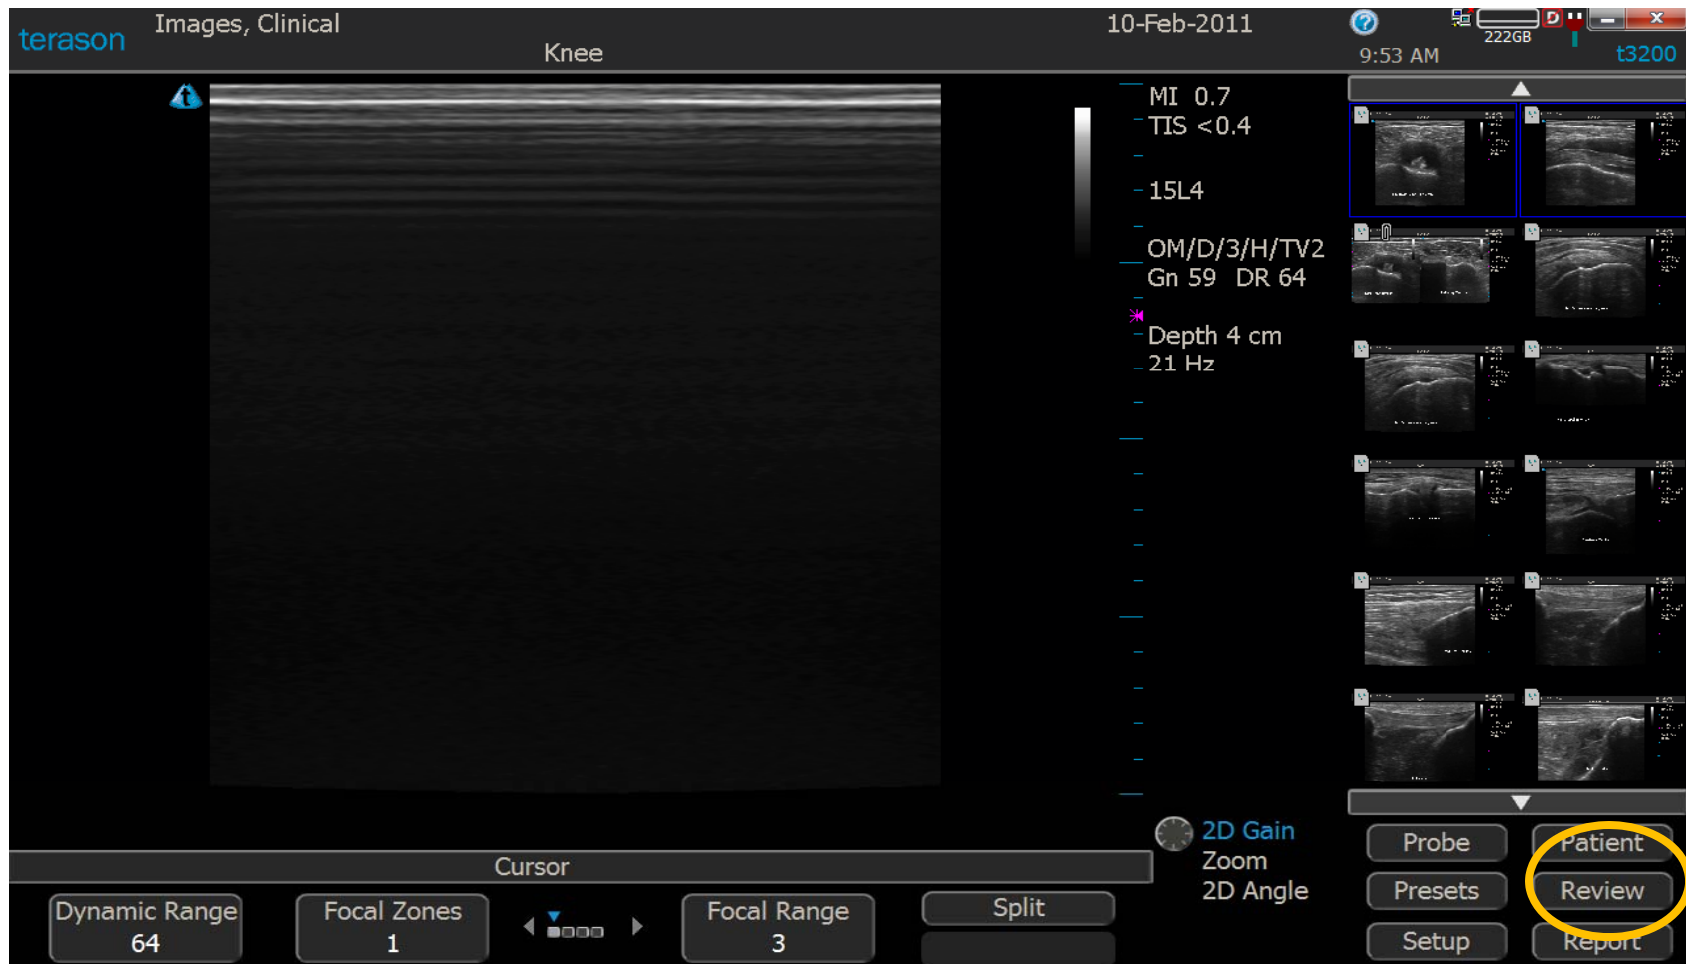 terason
Images, Clinical
Knee
10-Feb-2011
9:53 AM
222GB
D
t3200
t
MI 0.7
TIS <0.4
15L4
OM/D/3/H/TV2
Gn 59 DR 64
Depth 4 cm
21 Hz
2D Gain
Zoom
2D Angle
Cursor
Dynamic Range
64
Focal Zones
1
Focal Range
3
Split
Probe
Patient
Presets
Review
Setup
Report